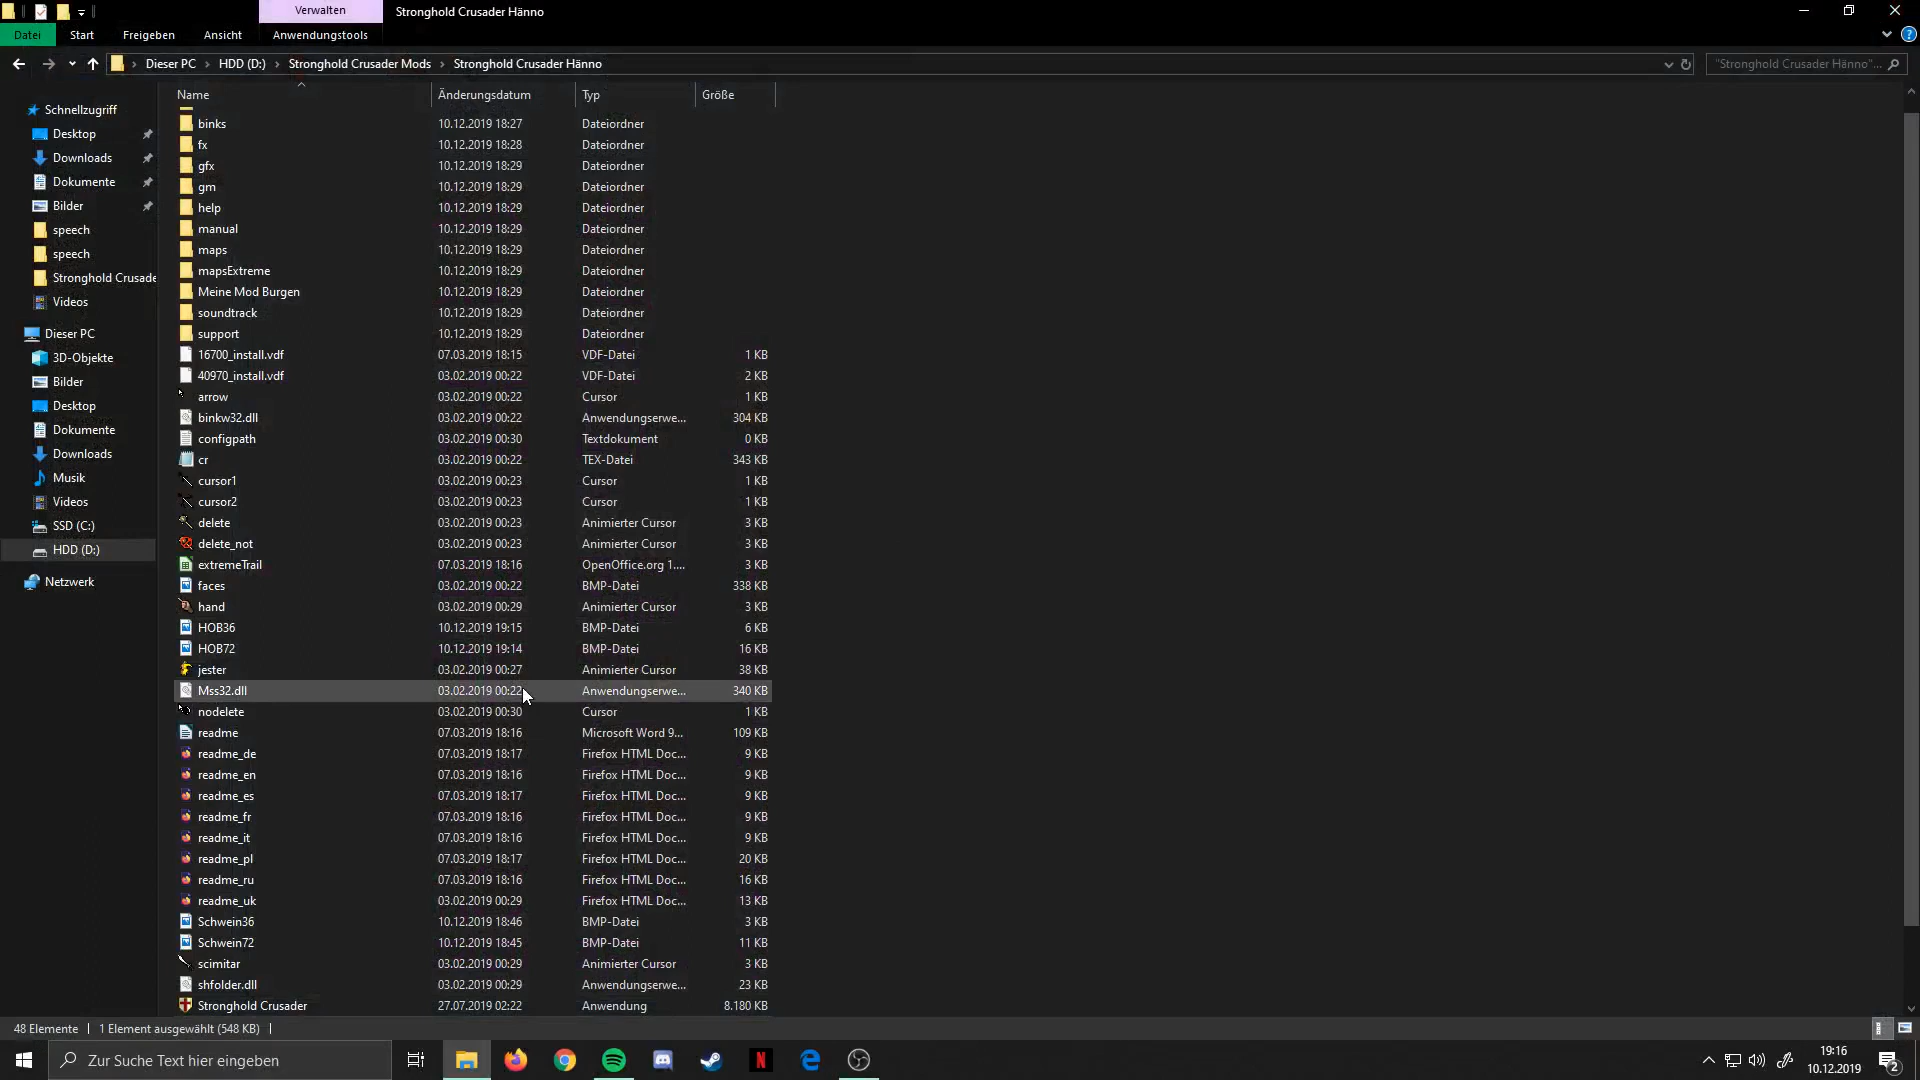 Verwalten
Stronghold Crusader Hänno
Datei
Start
Freigeben
Ansicht
Anwendungstools
Dieser PC
HDD (D:)
Stronghold Crusader Mods
Stronghold Crusader Hänno
"Stronghold Crusader Hänno"...
Name
Änderungsdatum
Typ
Größe
Schnellzugriff
Desktop
Downloads
Dokumente
Bilder
speech
speech
Stronghold Crusade
Videos
Dieser PC
3D-Objekte
Bilder
Desktop
Dokumente
Downloads
Musik
Videos
SSD (C:)
HDD (D:)
Netzwerk
binks 10.12.2019 18:27 Dateiordner
fx 10.12.2019 18:28 Dateiordner
gfx 10.12.2019 18:29 Dateiordner
gm 10.12.2019 18:29 Dateiordner
help 10.12.2019 18:29 Dateiordner
manual 10.12.2019 18:29 Dateiordner
maps 10.12.2019 18:29 Dateiordner
mapsExtreme 10.12.2019 18:29 Dateiordner
Meine Mod Burgen 10.12.2019 18:29 Dateiordner
soundtrack 10.12.2019 18:29 Dateiordner
support 10.12.2019 18:29 Dateiordner
16700_install.vdf 07.03.2019 18:15 VDF-Datei 1 KB
40970_install.vdf 03.02.2019 00:22 VDF-Datei 2 KB
arrow 03.02.2019 00:22 Cursor 1 KB
binkw32.dll 03.02.2019 00:22 Anwendungserwe... 304 KB
configpath 03.02.2019 00:30 Textdokument 0 KB
cr 03.02.2019 00:22 TEX-Datei 343 KB
cursor1 03.02.2019 00:23 Cursor 1 KB
cursor2 03.02.2019 00:23 Cursor 1 KB
delete 03.02.2019 00:23 Animierter Cursor 3 KB
delete_not 03.02.2019 00:23 Animierter Cursor 3 KB
extremeTrail 07.03.2019 18:16 OpenOffice.org 1.... 3 KB
faces 03.02.2019 00:22 BMP-Datei 338 KB
hand 03.02.2019 00:29 Animierter Cursor 3 KB
HOB36 10.12.2019 19:15 BMP-Datei 6 KB
HOB72 10.12.2019 19:14 BMP-Datei 16 KB
jester 03.02.2019 00:27 Animierter Cursor 38 KB
Mss32.dll 03.02.2019 00:22 Anwendungserwe... 340 KB
nodelete 03.02.2019 00:30 Cursor 1 KB
readme 07.03.2019 18:16 Microsoft Word 9... 109 KB
readme_de 07.03.2019 18:17 Firefox HTML Doc... 9 KB
readme_en 07.03.2019 18:16 Firefox HTML Doc... 9 KB
readme_es 07.03.2019 18:17 Firefox HTML Doc... 9 KB
readme_fr 07.03.2019 18:16 Firefox HTML Doc... 9 KB
readme_it 07.03.2019 18:16 Firefox HTML Doc... 9 KB
readme_pl 07.03.2019 18:17 Firefox HTML Doc... 20 KB
readme_ru 07.03.2019 18:16 Firefox HTML Doc... 16 KB
readme_uk 03.02.2019 00:29 Firefox HTML Doc... 13 KB
Schwein36 10.12.2019 18:46 BMP-Datei 3 KB
Schwein72 10.12.2019 18:45 BMP-Datei 11 KB
scimitar 03.02.2019 00:29 Animierter Cursor 3 KB
shfolder.dll 03.02.2019 00:29 Anwendungserwe... 23 KB
Stronghold Crusader 27.07.2019 02:22 Anwendung 8.180 KB
48 Elemente
1 Element ausgewählt (548 KB)
Zur Suche Text hier eingeben
19:16
10.12.2019
2